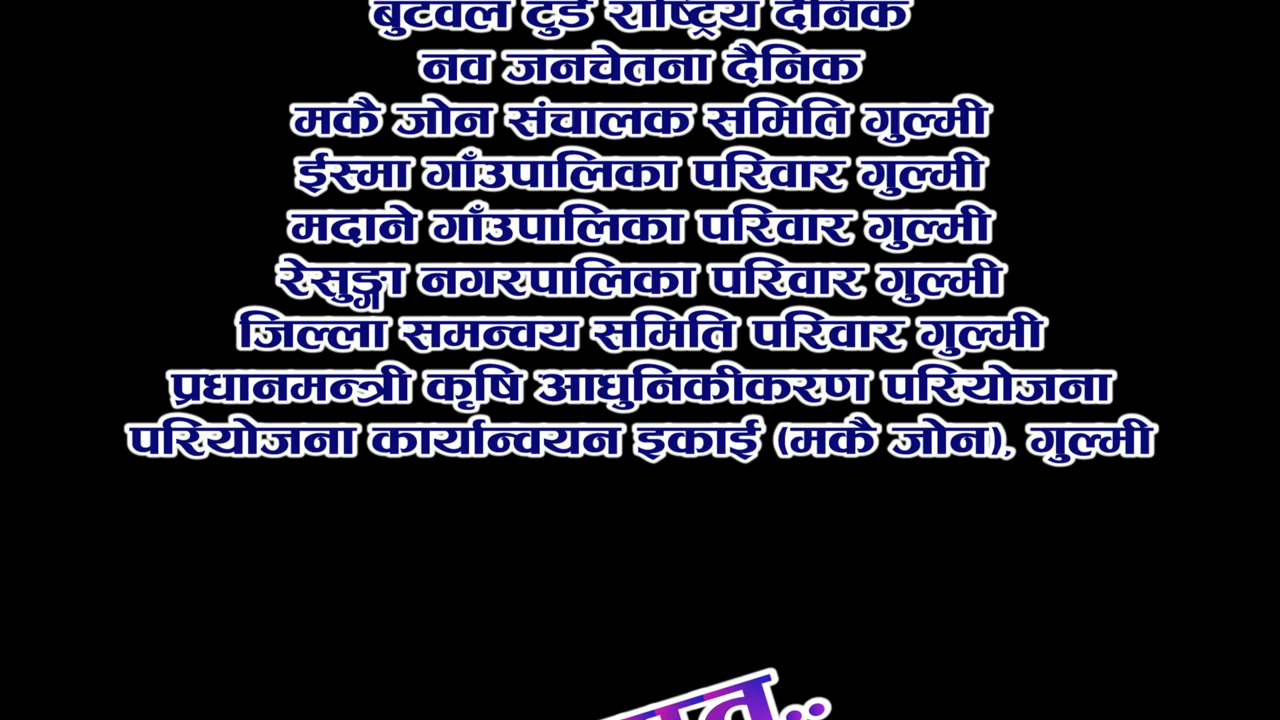 बुटवल टुडे राष्ट्रिय दैनिक
नव जनचेतना दैनिक
मकै जोन संचालक समिति गुल्मी
ईस्मा गाँउपालिका परिवार गुल्मी
मदाने गाँउपालिका परिवार गुल्मी
रेसुङ्गा नगरपालिका परिवार गुल्मी
जिल्ला समन्वय समिति परिवार गुल्मी
प्रधानमन्त्री कृषि आधुनिकीकरण परियोजना
परियोजना कार्यान्वयन इकाई (मकै जोन), गुल्मी